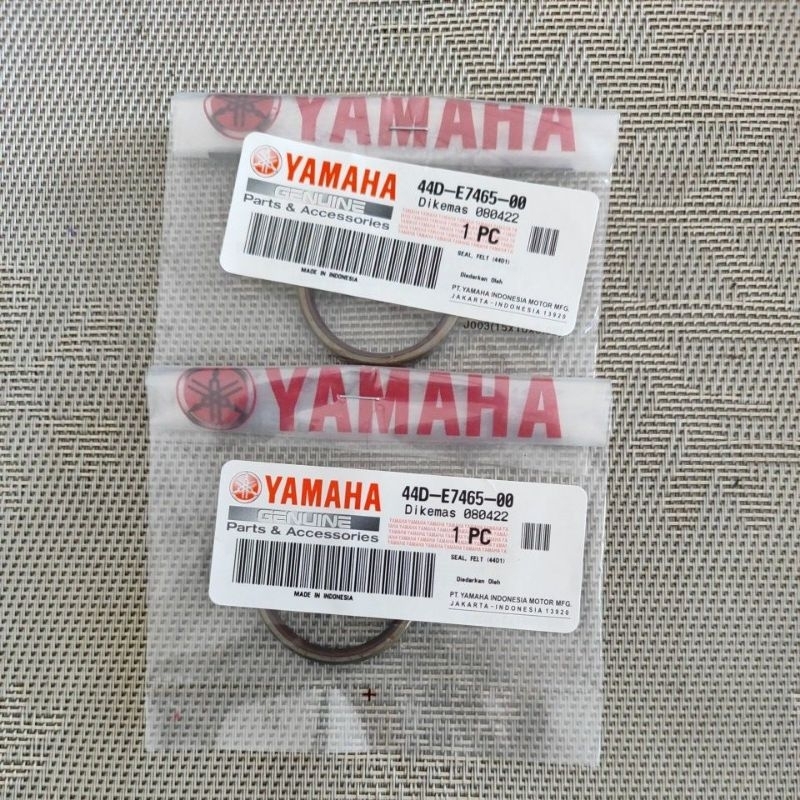 YAMAHA
YAMAHA
44D-E7465-00
GENUINE
Dikemas 080422
Parts & Accessories
1 PC
SEAL, FELT (44D1)
MADE IN INDONESIA
Diedarkan Oleh
PT. YAMAHA INDONESIA MOTOR MFG.
JAKARTA - INDONESIA 13920
YAMAHA
YAMAHA
44D-E7465-00
GENUINE
Dikemas 080422
Parts & Accessories
1 PC
SEAL, FELT (44D1)
MADE IN INDONESIA
Diedarkan Oleh
PT. YAMAHA INDONESIA MOTOR MFG.
JAKARTA - INDONESIA 13920